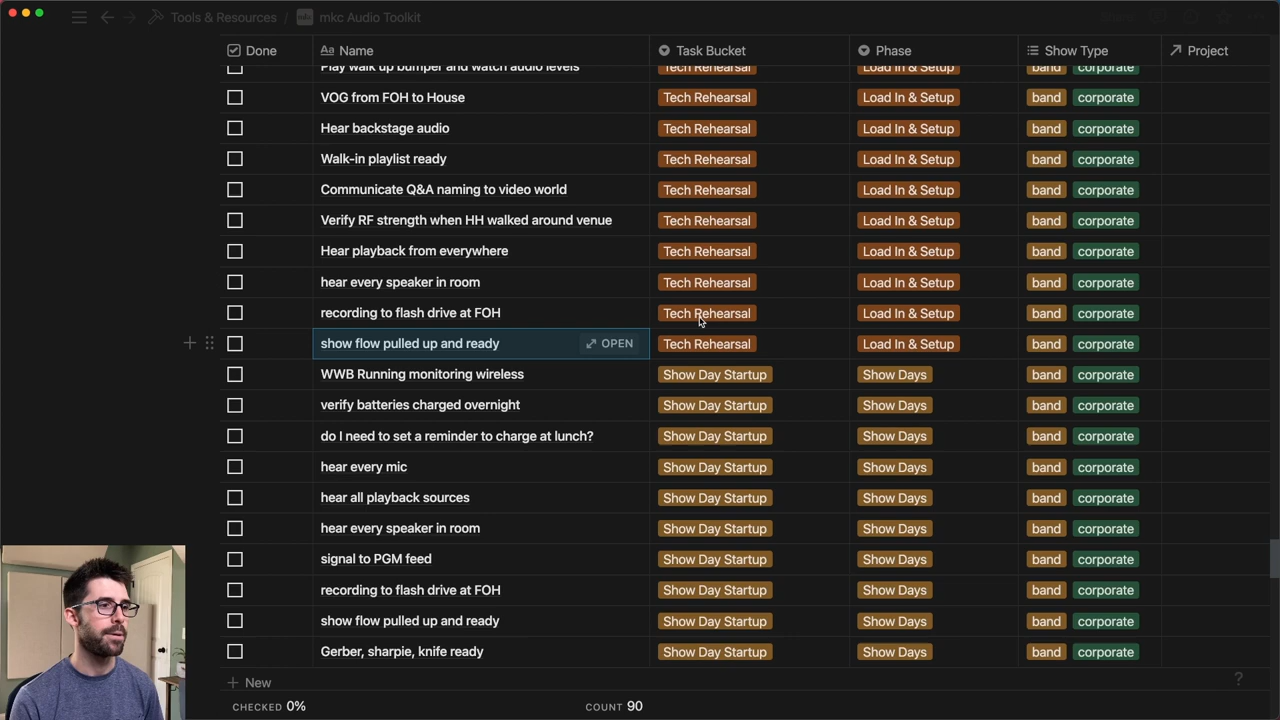 Tools & Resources / mkc Audio Toolkit
Done Name Task Bucket Phase Show Type Project
Play walk up bumper and watch audio levels Tech Rehearsal Load In & Setup band corporate
VOG from FOH to House Tech Rehearsal Load In & Setup band corporate
Hear backstage audio Tech Rehearsal Load In & Setup band corporate
Walk-in playlist ready Tech Rehearsal Load In & Setup band corporate
Communicate Q&A naming to video world Tech Rehearsal Load In & Setup band corporate
Verify RF strength when HH walked around venue Tech Rehearsal Load In & Setup band corporate
Hear playback from everywhere Tech Rehearsal Load In & Setup band corporate
hear every speaker in room Tech Rehearsal Load In & Setup band corporate
recording to flash drive at FOH Tech Rehearsal Load In & Setup band corporate
show flow pulled up and ready OPEN Tech Rehearsal Load In & Setup band corporate
WWB Running monitoring wireless Show Day Startup Show Days band corporate
verify batteries charged overnight Show Day Startup Show Days band corporate
do I need to set a reminder to charge at lunch? Show Day Startup Show Days band corporate
hear every mic Show Day Startup Show Days band corporate
hear all playback sources Show Day Startup Show Days band corporate
hear every speaker in room Show Day Startup Show Days band corporate
signal to PGM feed Show Day Startup Show Days band corporate
recording to flash drive at FOH Show Day Startup Show Days band corporate
show flow pulled up and ready Show Day Startup Show Days band corporate
Gerber, sharpie, knife ready Show Day Startup Show Days band corporate
+ New
CHECKED 0% COUNT 90